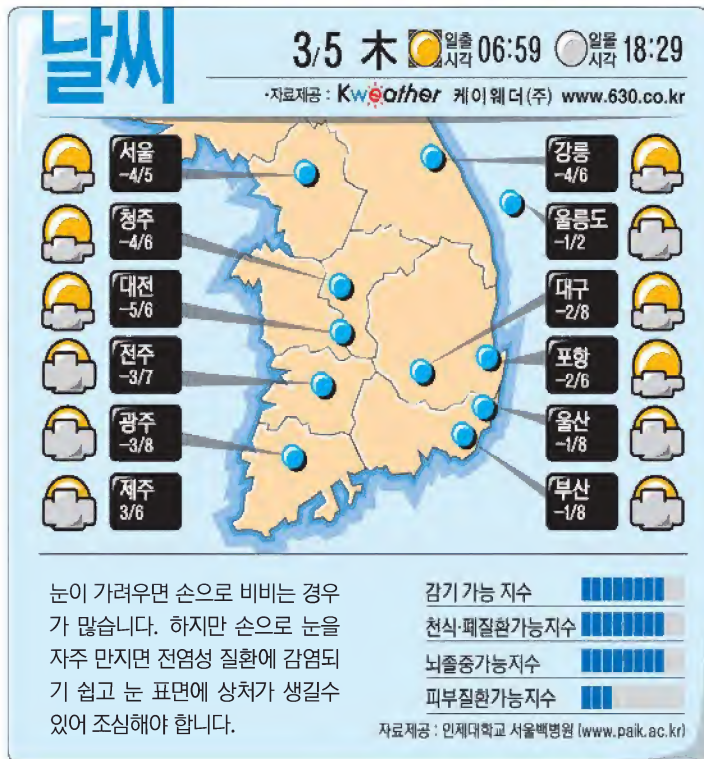 날씨
3/5 木 일출시각 06:59 일몰시각 18:29
·자료제공 : Kweather 케이웨더(주) www.630.co.kr
서울
-4/5
청주
-4/6
대전
-5/6
전주
-3/7
광주
-3/8
제주
3/6
강릉
-4/6
울릉도
-1/2
대구
-2/8
포항
-2/6
울산
-1/8
부산
-1/8
눈이 가려우면 손으로 비비는 경우
가 많습니다. 하지만 손으로 눈을
자주 만지면 전염성 질환에 감염되
기 쉽고 눈 표면에 상처가 생길수
있어 조심해야 합니다.
감기 가능 지수
천식·폐질환가능지수
뇌졸중가능지수
피부질환가능지수
자료제공 : 인제대학교 서울백병원 (www.paik.ac.kr)